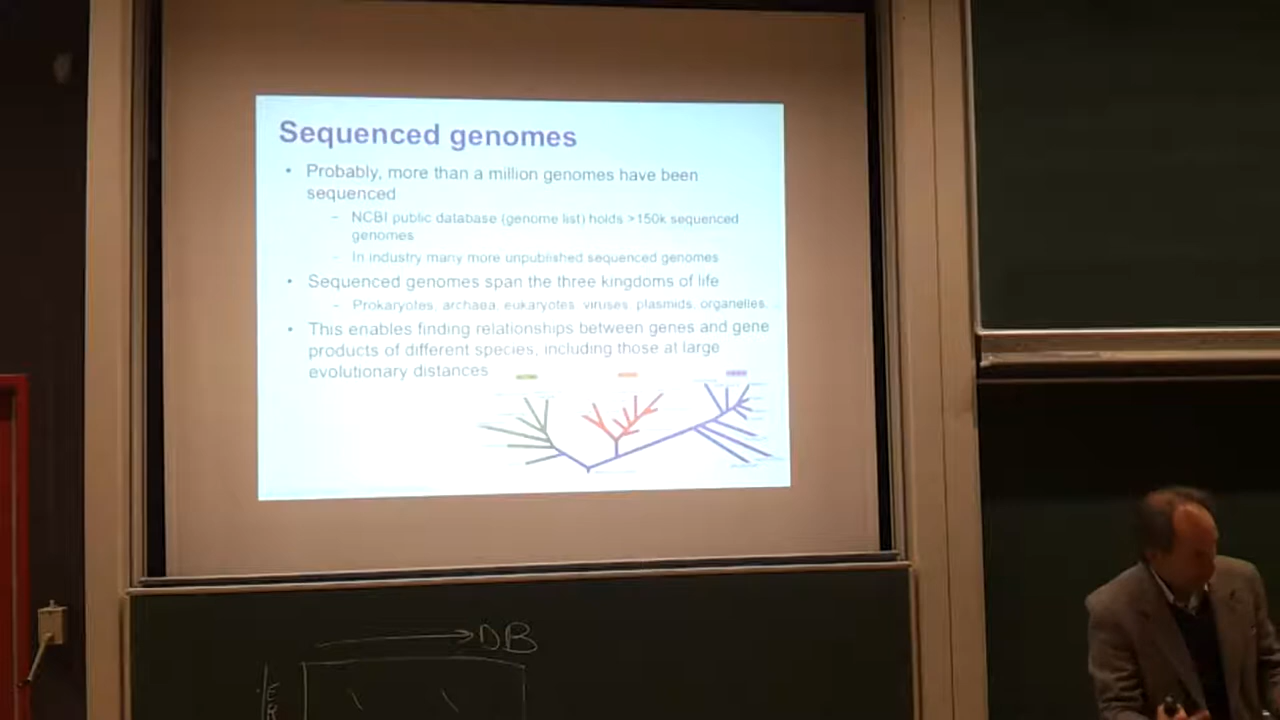 Sequenced genomes
• Probably, more than a million genomes have been
sequenced
– NCBI public database (genome list) holds >150k sequenced
genomes
– In industry many more unpublished sequenced genomes
• Sequenced genomes span the three kingdoms of life
– Prokaryotes, archaea, eukaryotes, viruses, plasmids, organelles.
• This enables finding relationships between genes and gene
products of different species, including those at large
evolutionary distances
DB